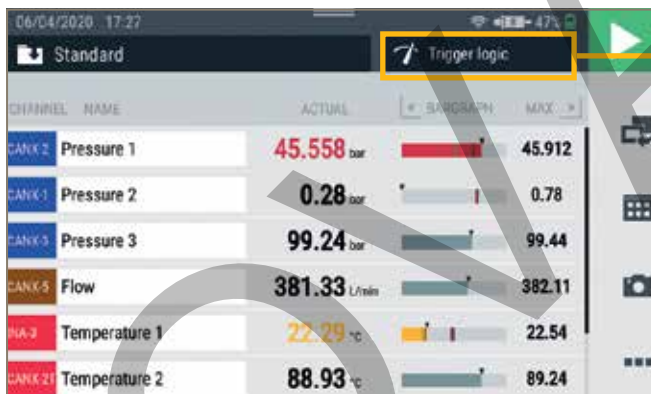 06/04/2020 17:27 47%
Standard Trigger logic
CHANNEL NAME ACTUAL BARGRAPH MAX
CANX-2 Pressure 1 45.558 bar 45.912
CANX-1 Pressure 2 0.28 bar 0.78
CANX-3 Pressure 3 99.24 bar 99.44
CANX-5 Flow 381.33 L/min 382.11
INA-3 Temperature 1 22.29 °C 22.54
Temperature 2 88.93 °C 89.24